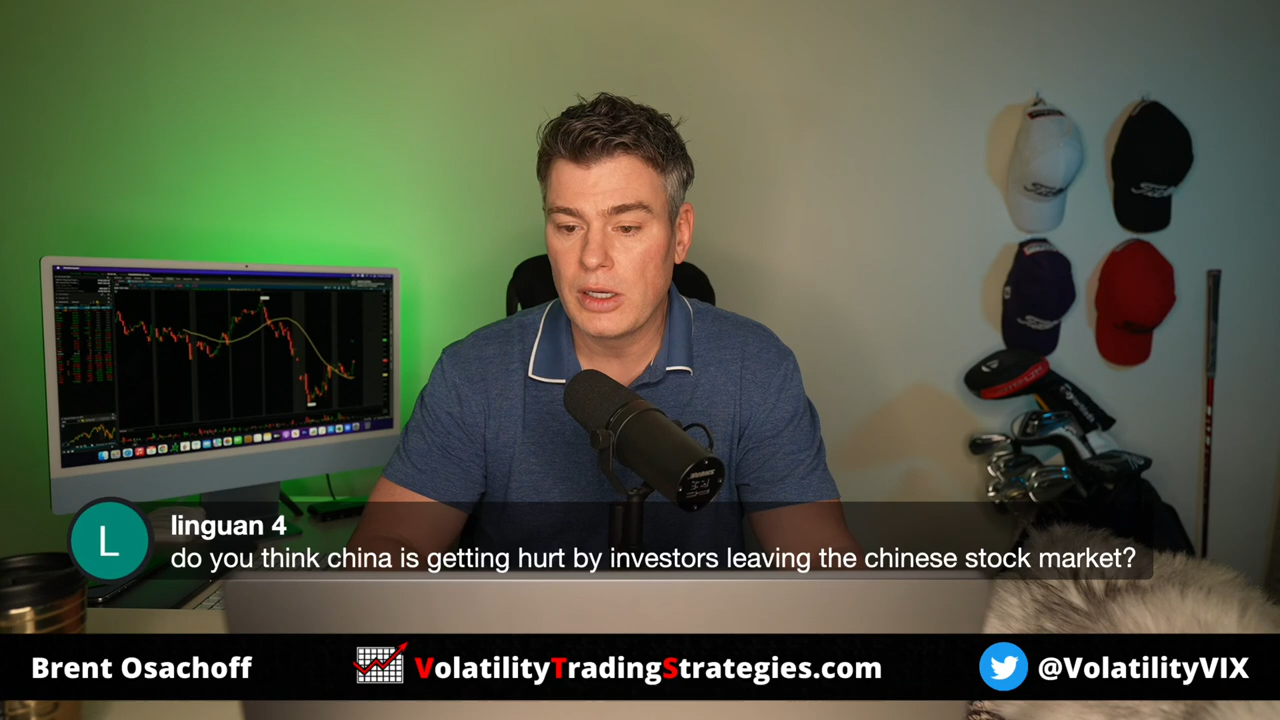 L
linguan 4
do you think china is getting hurt by investors leaving the chinese stock market?
Brent Osachoff
VolatilityTradingStrategies.com
@VolatilityVIX